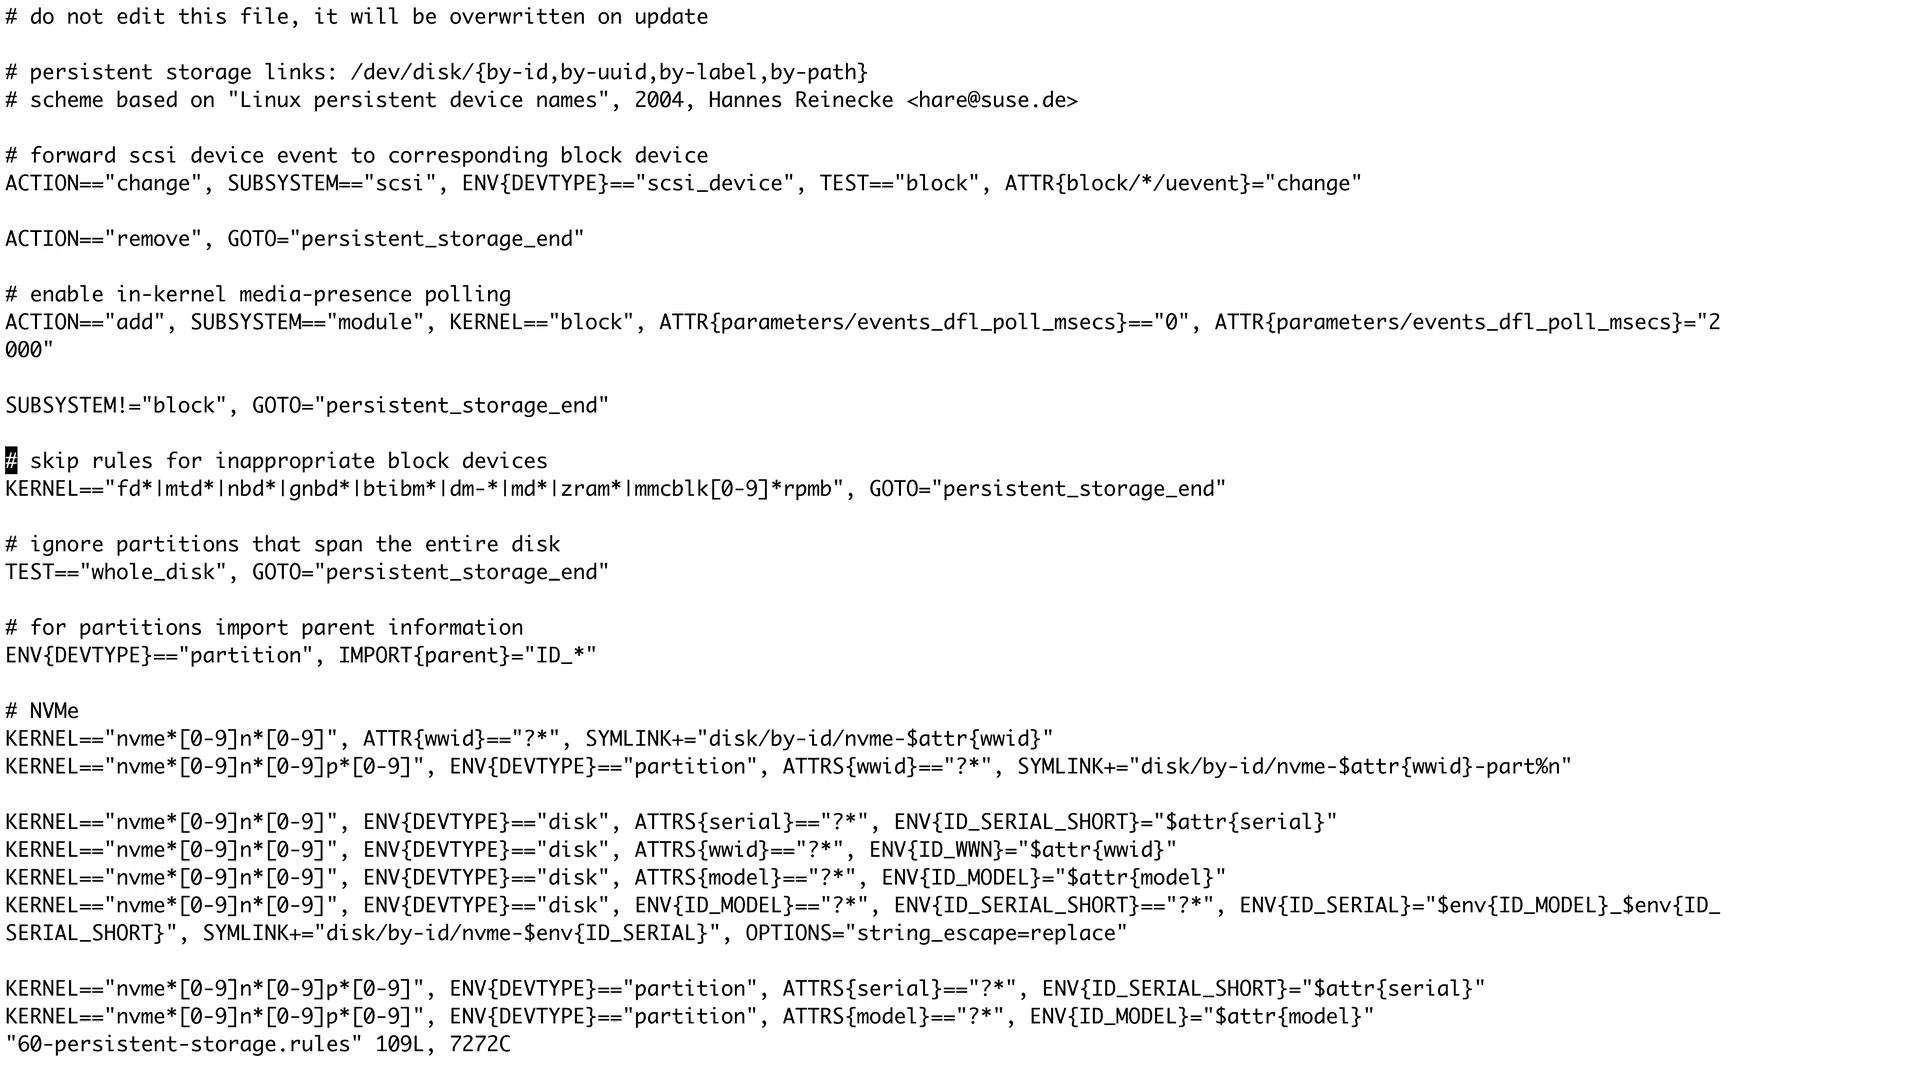 # do not edit this file, it will be overwritten on update
# persistent storage links: /dev/disk/{by-id,by-uuid,by-label,by-path}
# scheme based on "Linux persistent device names", 2004, Hannes Reinecke <hare@suse.de>
# forward scsi device event to corresponding block device
ACTION=="change", SUBSYSTEM=="scsi", ENV{DEVTYPE}=="scsi_device", TEST=="block", ATTR{block/*/uevent}="change"
ACTION=="remove", GOTO="persistent_storage_end"
# enable in-kernel media-presence polling
ACTION=="add", SUBSYSTEM=="module", KERNEL=="block", ATTR{parameters/events_dfl_poll_msecs}=="0", ATTR{parameters/events_dfl_poll_msecs}="2
000"
SUBSYSTEM!="block", GOTO="persistent_storage_end"
# skip rules for inappropriate block devices
KERNEL=="fd*|mtd*|nbd*|gnbd*|btibm*|dm-*|md*|zram*|mmcblk[0-9]*rpmb", GOTO="persistent_storage_end"
# ignore partitions that span the entire disk
TEST=="whole_disk", GOTO="persistent_storage_end"
# for partitions import parent information
ENV{DEVTYPE}=="partition", IMPORT{parent}="ID_*"
# NVMe
KERNEL=="nvme*[0-9]n*[0-9]", ATTR{wwid}=="?*", SYMLINK+="disk/by-id/nvme-$attr{wwid}"
KERNEL=="nvme*[0-9]n*[0-9]p*[0-9]", ENV{DEVTYPE}=="partition", ATTRS{wwid}=="?*", SYMLINK+="disk/by-id/nvme-$attr{wwid}-part%n"
KERNEL=="nvme*[0-9]n*[0-9]", ENV{DEVTYPE}=="disk", ATTRS{serial}=="?*", ENV{ID_SERIAL_SHORT}="$attr{serial}"
KERNEL=="nvme*[0-9]n*[0-9]", ENV{DEVTYPE}=="disk", ATTRS{wwid}=="?*", ENV{ID_WWN}="$attr{wwid}"
KERNEL=="nvme*[0-9]n*[0-9]", ENV{DEVTYPE}=="disk", ATTRS{model}=="?*", ENV{ID_MODEL}="$attr{model}"
KERNEL=="nvme*[0-9]n*[0-9]", ENV{DEVTYPE}=="disk", ENV{ID_MODEL}=="?*", ENV{ID_SERIAL_SHORT}=="?*", ENV{ID_SERIAL}="$env{ID_MODEL}_$env{ID_
SERIAL_SHORT}", SYMLINK+="disk/by-id/nvme-$env{ID_SERIAL}", OPTIONS="string_escape=replace"
KERNEL=="nvme*[0-9]n*[0-9]p*[0-9]", ENV{DEVTYPE}=="partition", ATTRS{serial}=="?*", ENV{ID_SERIAL_SHORT}="$attr{serial}"
KERNEL=="nvme*[0-9]n*[0-9]p*[0-9]", ENV{DEVTYPE}=="partition", ATTRS{model}=="?*", ENV{ID_MODEL}="$attr{model}"
"60-persistent-storage.rules" 109L, 7272C